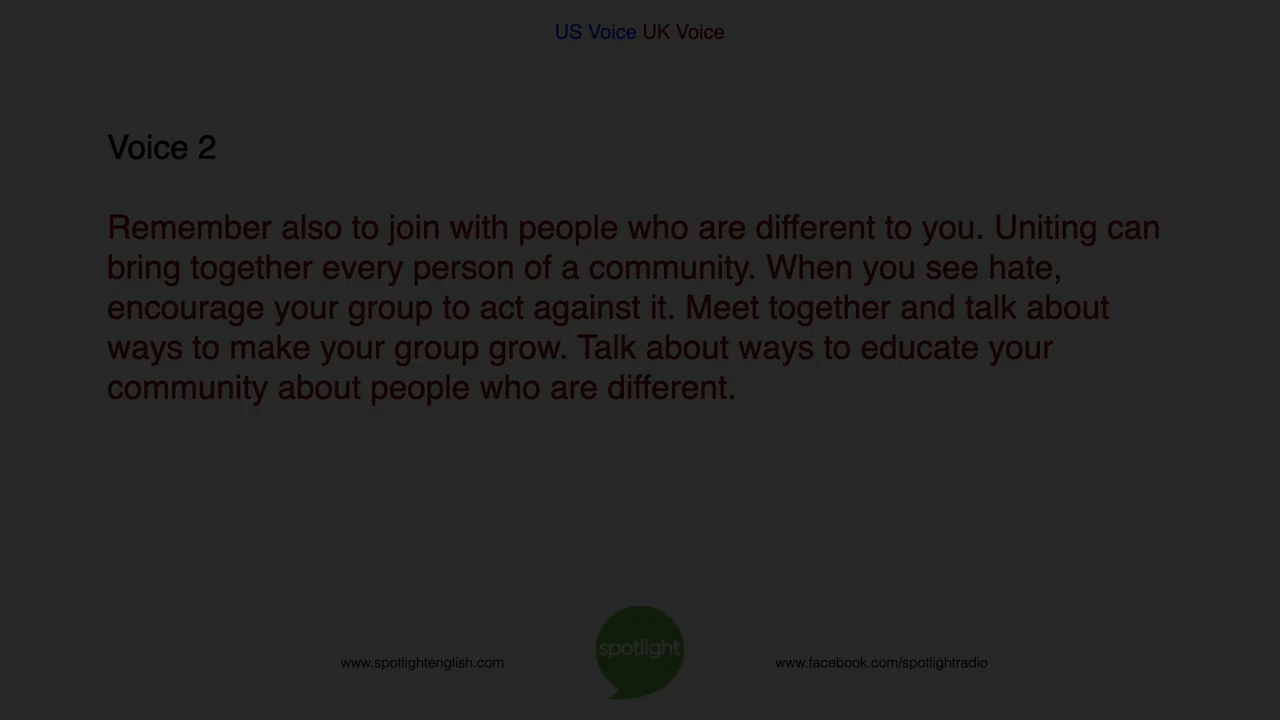 US Voice UK Voice
Voice 2
Remember also to join with people who are different to you. Uniting can
bring together every person of a community. When you see hate,
encourage your group to act against it. Meet together and talk about
ways to make your group grow. Talk about ways to educate your
community about people who are different.
spotlight
www.spotlightenglish.com
www.facebook.com/spotlightradio